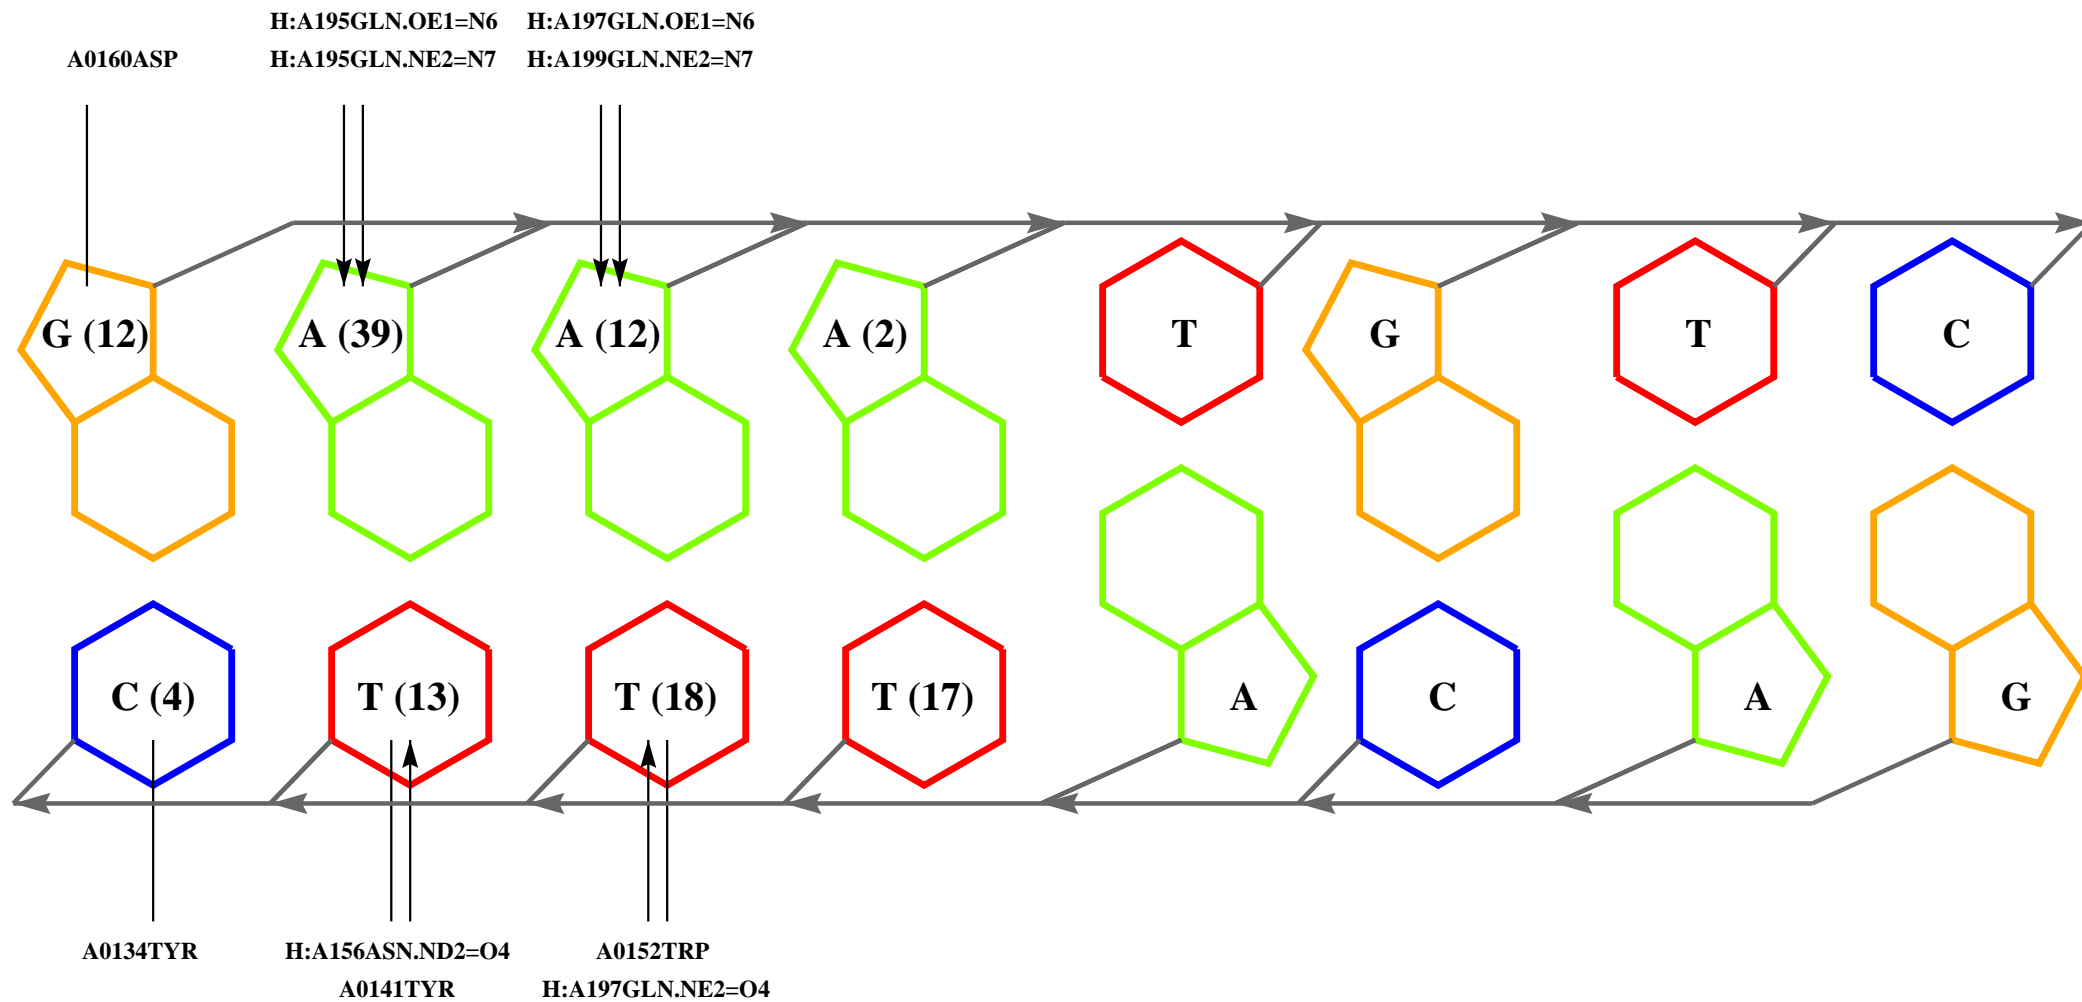 H:A195GLN.OE1=N6 H:A197GLN.OE1=N6
A0160ASP H:A195GLN.NE2=N7 H:A199GLN.NE2=N7
G (12) A (39) A (12) A (2) T G T C
C (4) T (13) T (18) T (17) A C A G
A0134TYR H:A156ASN.ND2=O4 A0152TRP
A0141TYR H:A197GLN.NE2=O4